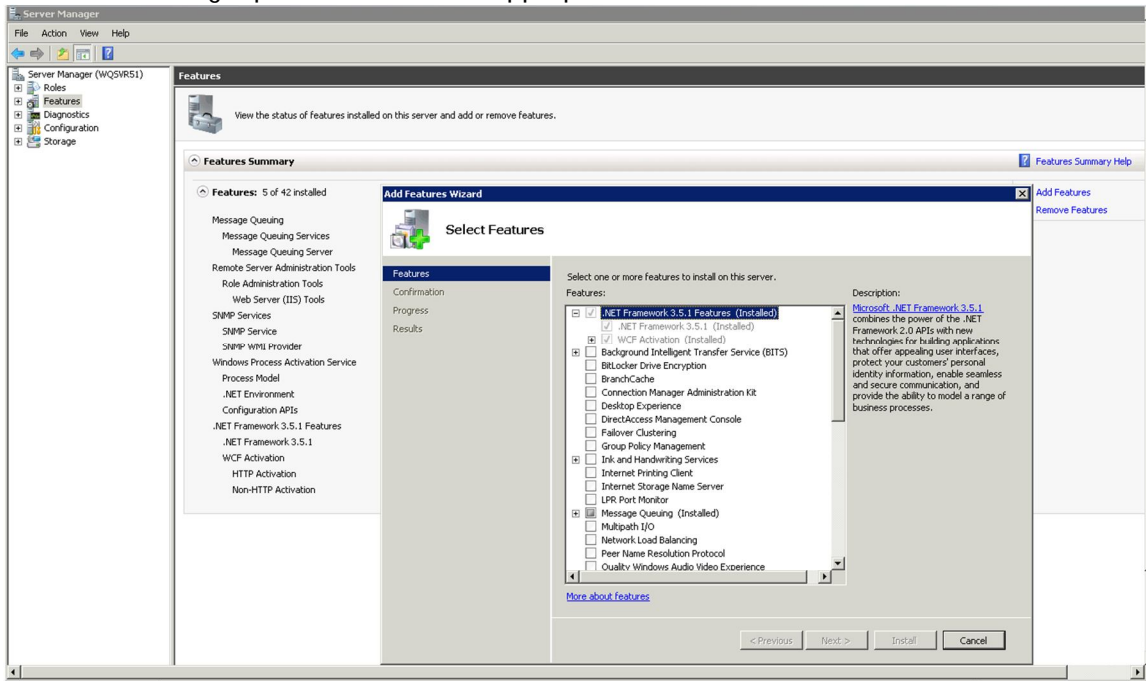 Server Manager
File Action View Help
Server Manager (WQSVR51)
Roles
Features
Diagnostics
Configuration
Storage
Features
View the status of features installed on this server and add or remove features.
Features Summary
Features Summary Help
Features: 5 of 42 installed
Add Features
Remove Features
Message Queuing
Message Queuing Services
Message Queuing Server
Remote Server Administration Tools
Role Administration Tools
Web Server (IIS) Tools
SNMP Services
SNMP Service
SNMP WMI Provider
Windows Process Activation Service
Process Model
.NET Environment
Configuration APIs
.NET Framework 3.5.1 Features
.NET Framework 3.5.1
WCF Activation
HTTP Activation
Non-HTTP Activation
Add Features Wizard
Select Features
Features
Confirmation
Progress
Results
Select one or more features to install on this server.
Features:
.NET Framework 3.5.1 Features (Installed)
.NET Framework 3.5.1 (Installed)
WCF Activation (Installed)
Background Intelligent Transfer Service (BITS)
BitLocker Drive Encryption
BranchCache
Connection Manager Administration Kit
Desktop Experience
DirectAccess Management Console
Failover Clustering
Group Policy Management
Ink and Handwriting Services
Internet Printing Client
Internet Storage Name Server
LPR Port Monitor
Message Queuing (Installed)
Multipath I/O
Network Load Balancing
Peer Name Resolution Protocol
Quality Windows Audio Video Experience
Description:
Microsoft .NET Framework 3.5.1
combines the power of the .NET
Framework 2.0 APIs with new
technologies for building applications
that offer appealing user interfaces,
protect your customers' personal
identity information, enable seamless
and secure communication, and
provide the ability to model a range of
business processes.
More about features
< Previous
Next >
Install
Cancel